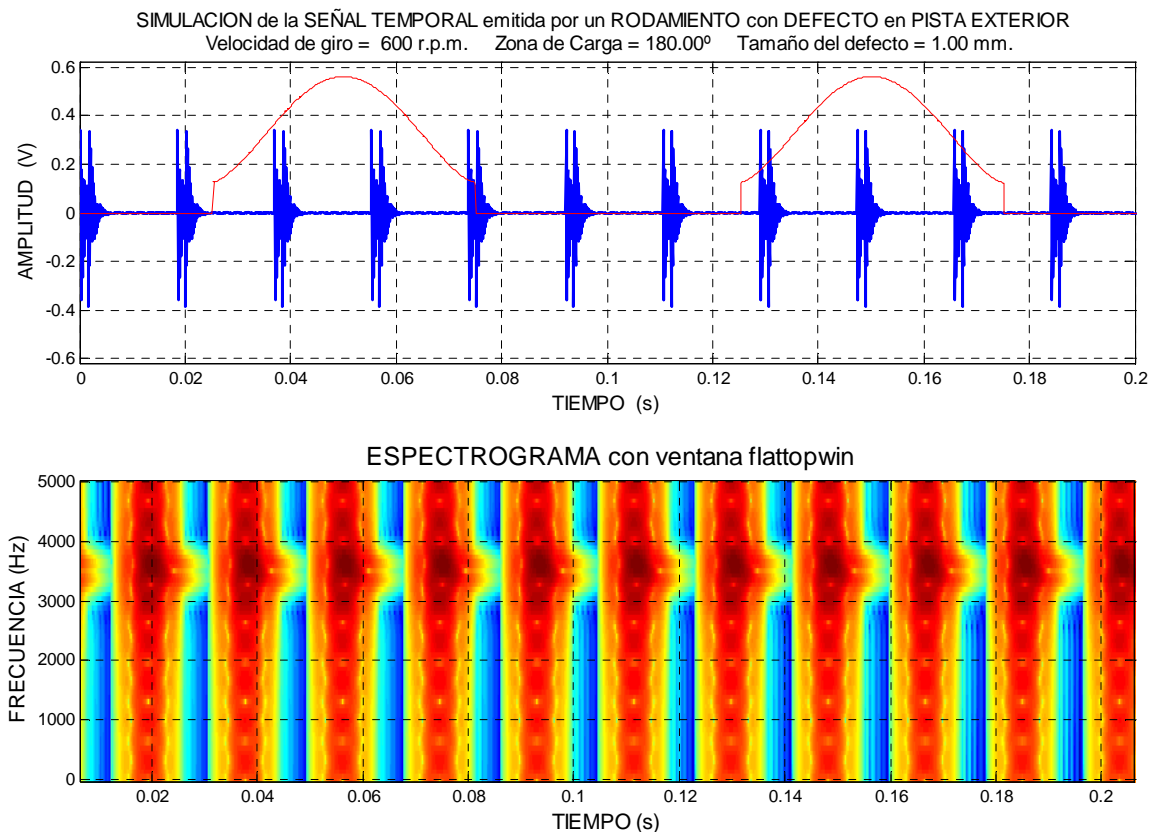 SIMULACION de la SEÑAL TEMPORAL emitida por un RODAMIENTO con DEFECTO en PISTA EXTERIOR
Velocidad de giro = 600 r.p.m. Zona de Carga = 180.00º Tamaño del defecto = 1.00 mm.
0.6
0.4
0.2
0
-0.2
-0.4
-0.6
AMPLITUD (V)
0 0.02 0.04 0.06 0.08 0.1 0.12 0.14 0.16 0.18 0.2
TIEMPO (s)
ESPECTROGRAMA con ventana flattopwin
5000
4000
3000
2000
1000
0
FRECUENCIA (Hz)
0.02 0.04 0.06 0.08 0.1 0.12 0.14 0.16 0.18 0.2
TIEMPO (s)